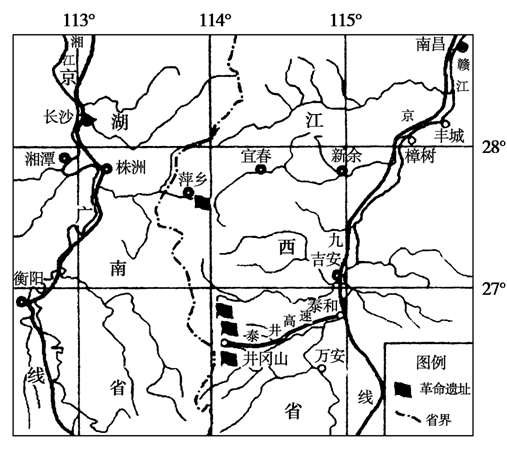 113° 114° 115°
湘江
京广线
南昌
赣江
长沙
湖南省
江西省
京九线
丰城
樟树
28°
湘潭
株洲
宜春
新余
萍乡
吉安
衡阳
27°
泰和
泰井高速
井冈山
万安
图例
革命遗址
省界